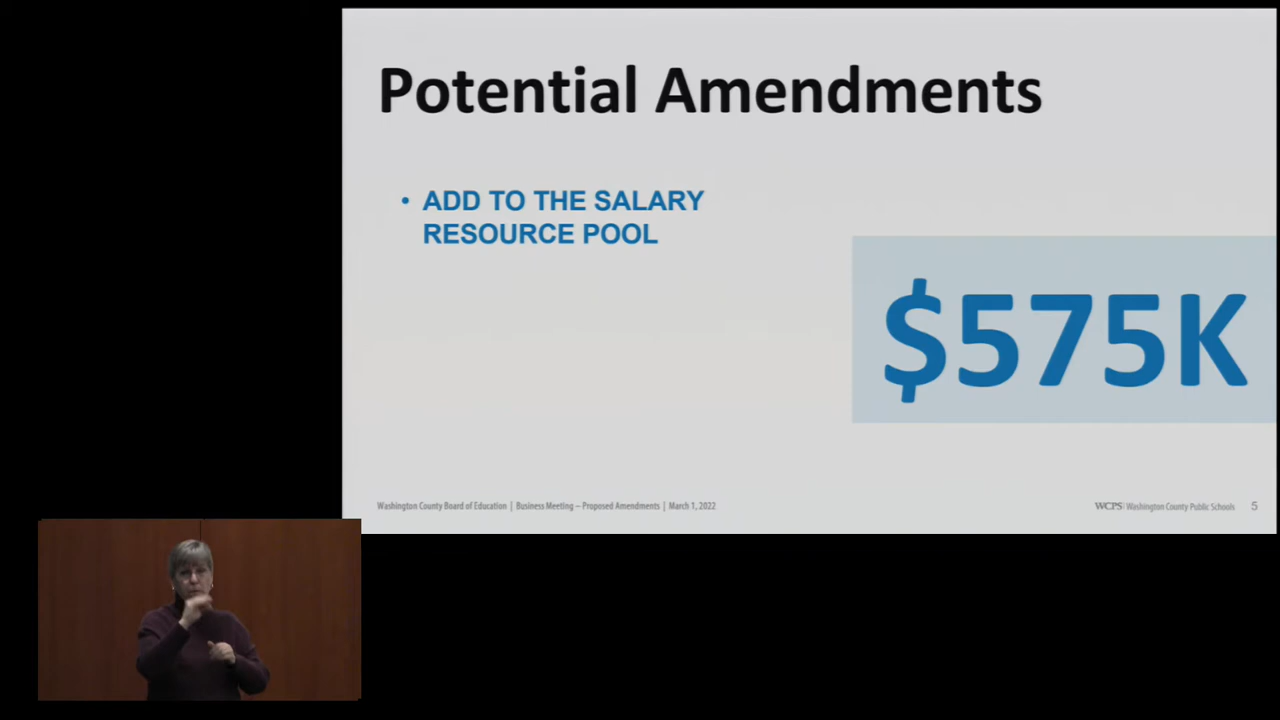 Potential Amendments
• ADD TO THE SALARY
RESOURCE POOL
$575K
Washington County Board of Education | Business Meeting – Proposed Amendments | March 1, 2022
WCPS | Washington County Public Schools 5